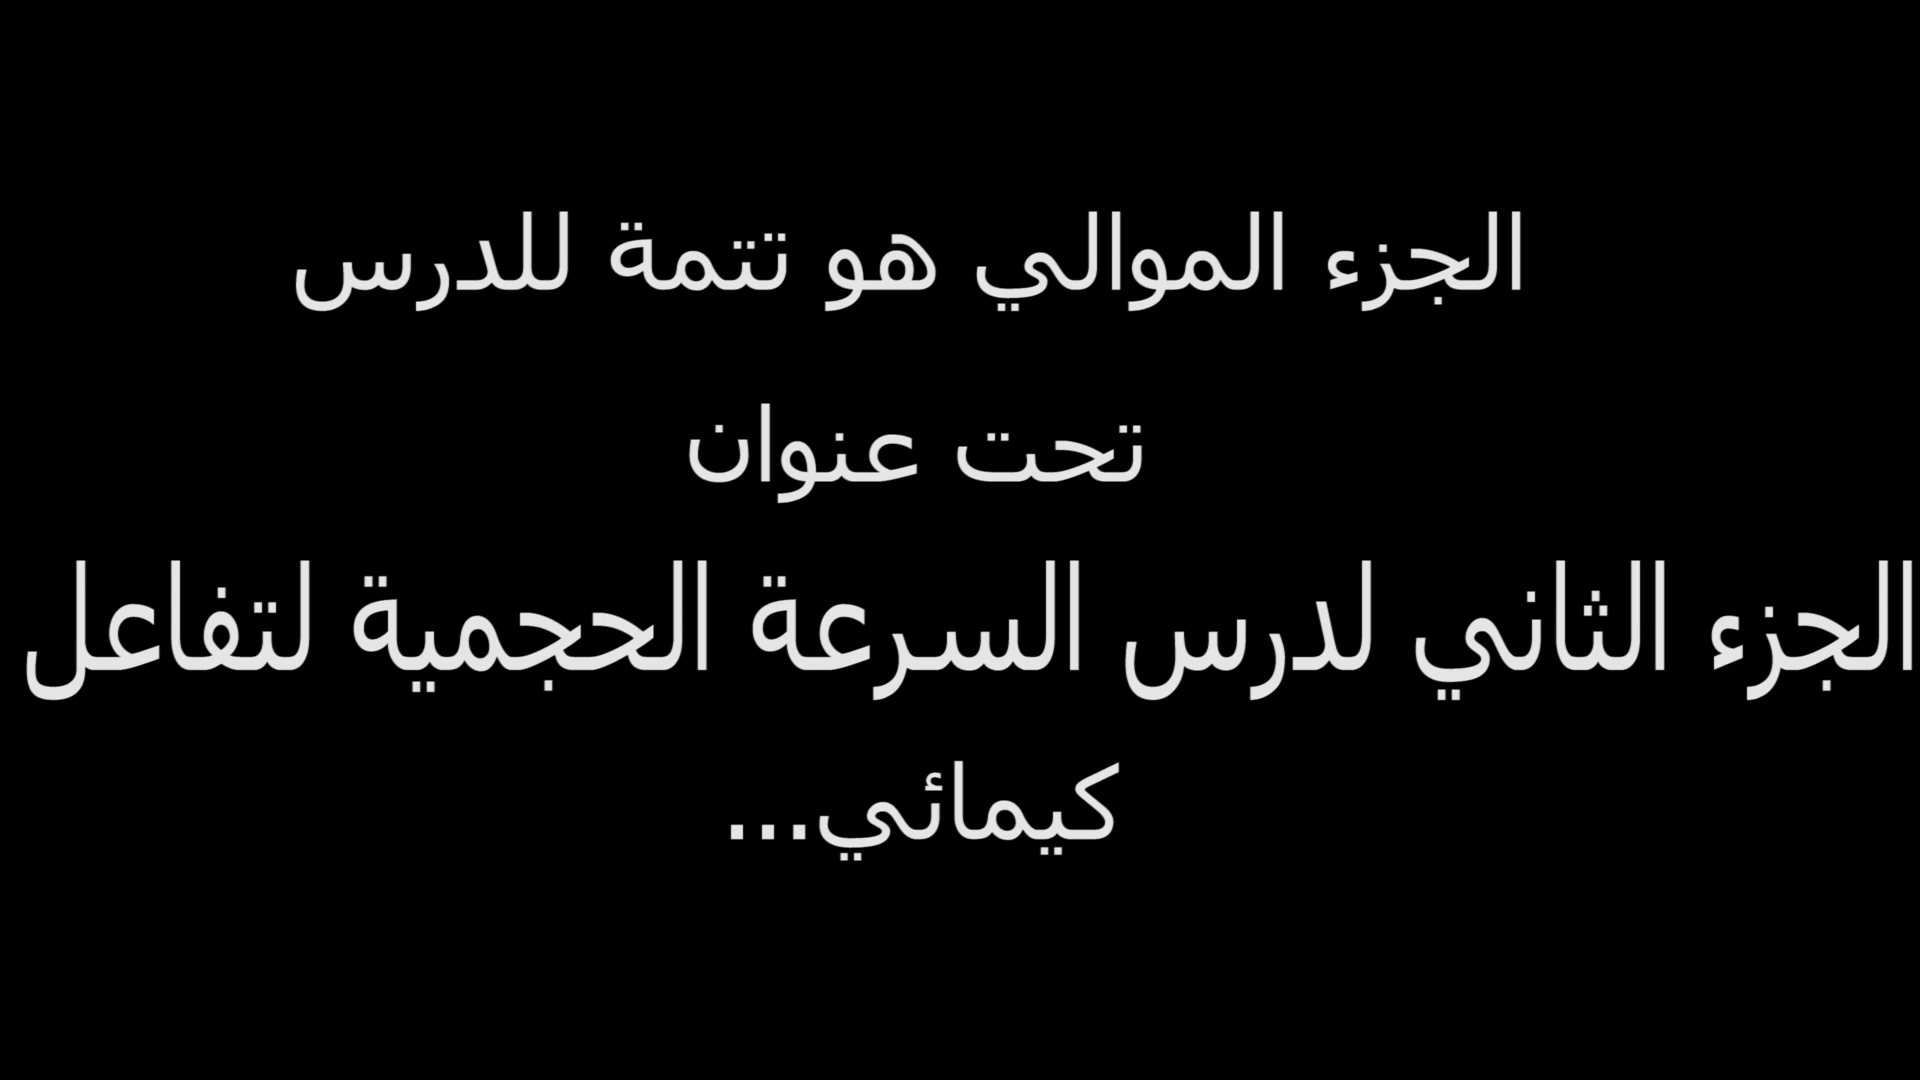 الجزء الموالي هو تتمة للدرس
تحت عنوان
الجزء الثاني لدرس السرعة الحجمية لتفاعل
كيمائي...